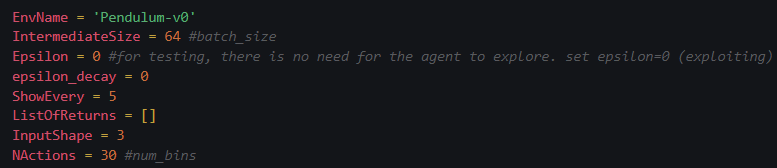 EnvName = 'Pendulum-v0'
IntermediateSize = 64 #batch_size
Epsilon = 0 #for testing, there is no need for the agent to explore. set epsilon=0 (exploiting)
epsilon_decay = 0
ShowEvery = 5
ListOfReturns = []
InputShape = 3
NActions = 30 #num_bins